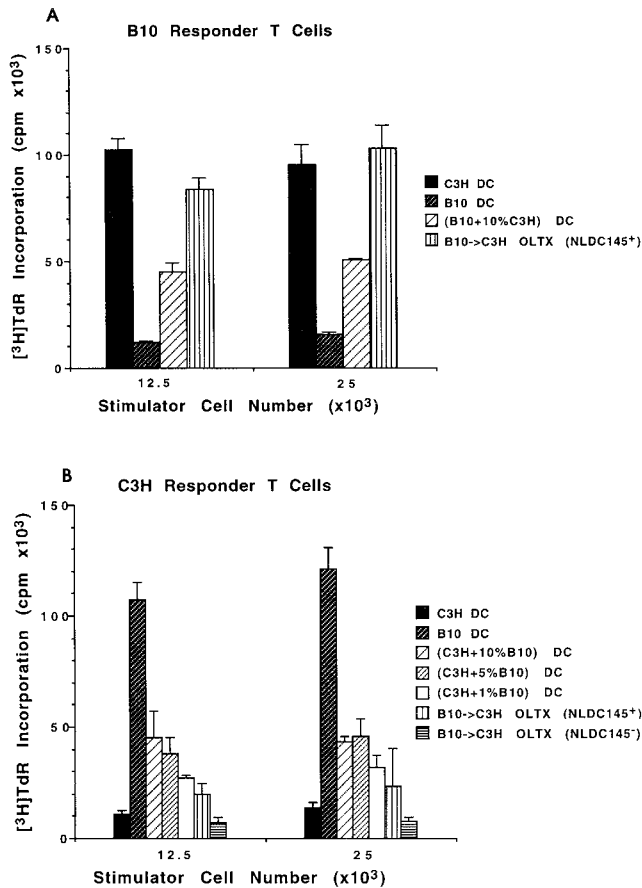 A
B10 Responder T Cells
[³H]TdR Incorporation (cpm x10³)
150
100
50
0
12.5
25
Stimulator Cell Number (x10³)
C3H DC
B10 DC
(B10+10%C3H) DC
B10->C3H OLTX (NLDC145⁺)
B
C3H Responder T Cells
[³H]TdR Incorporation (cpm x10³)
150
100
50
0
12.5
25
Stimulator Cell Number (x10³)
C3H DC
B10 DC
(C3H+10%B10) DC
(C3H+5%B10) DC
(C3H+1%B10) DC
B10->C3H OLTX (NLDC145⁺)
B10->C3H OLTX (NLDC145⁻)